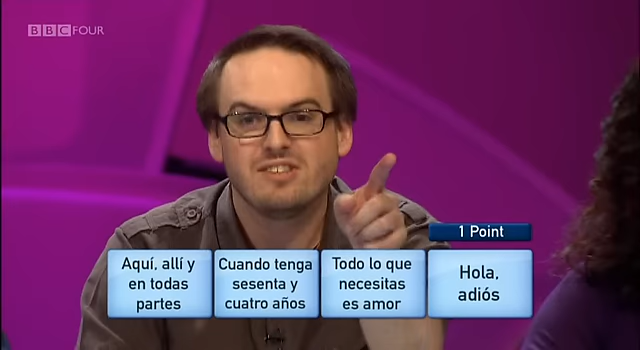 BBC FOUR
1 Point
Aquí, allí y
en todas
partes
Cuando tenga
sesenta y
cuatro años
Todo lo que
necesitas
es amor
Hola,
adiós